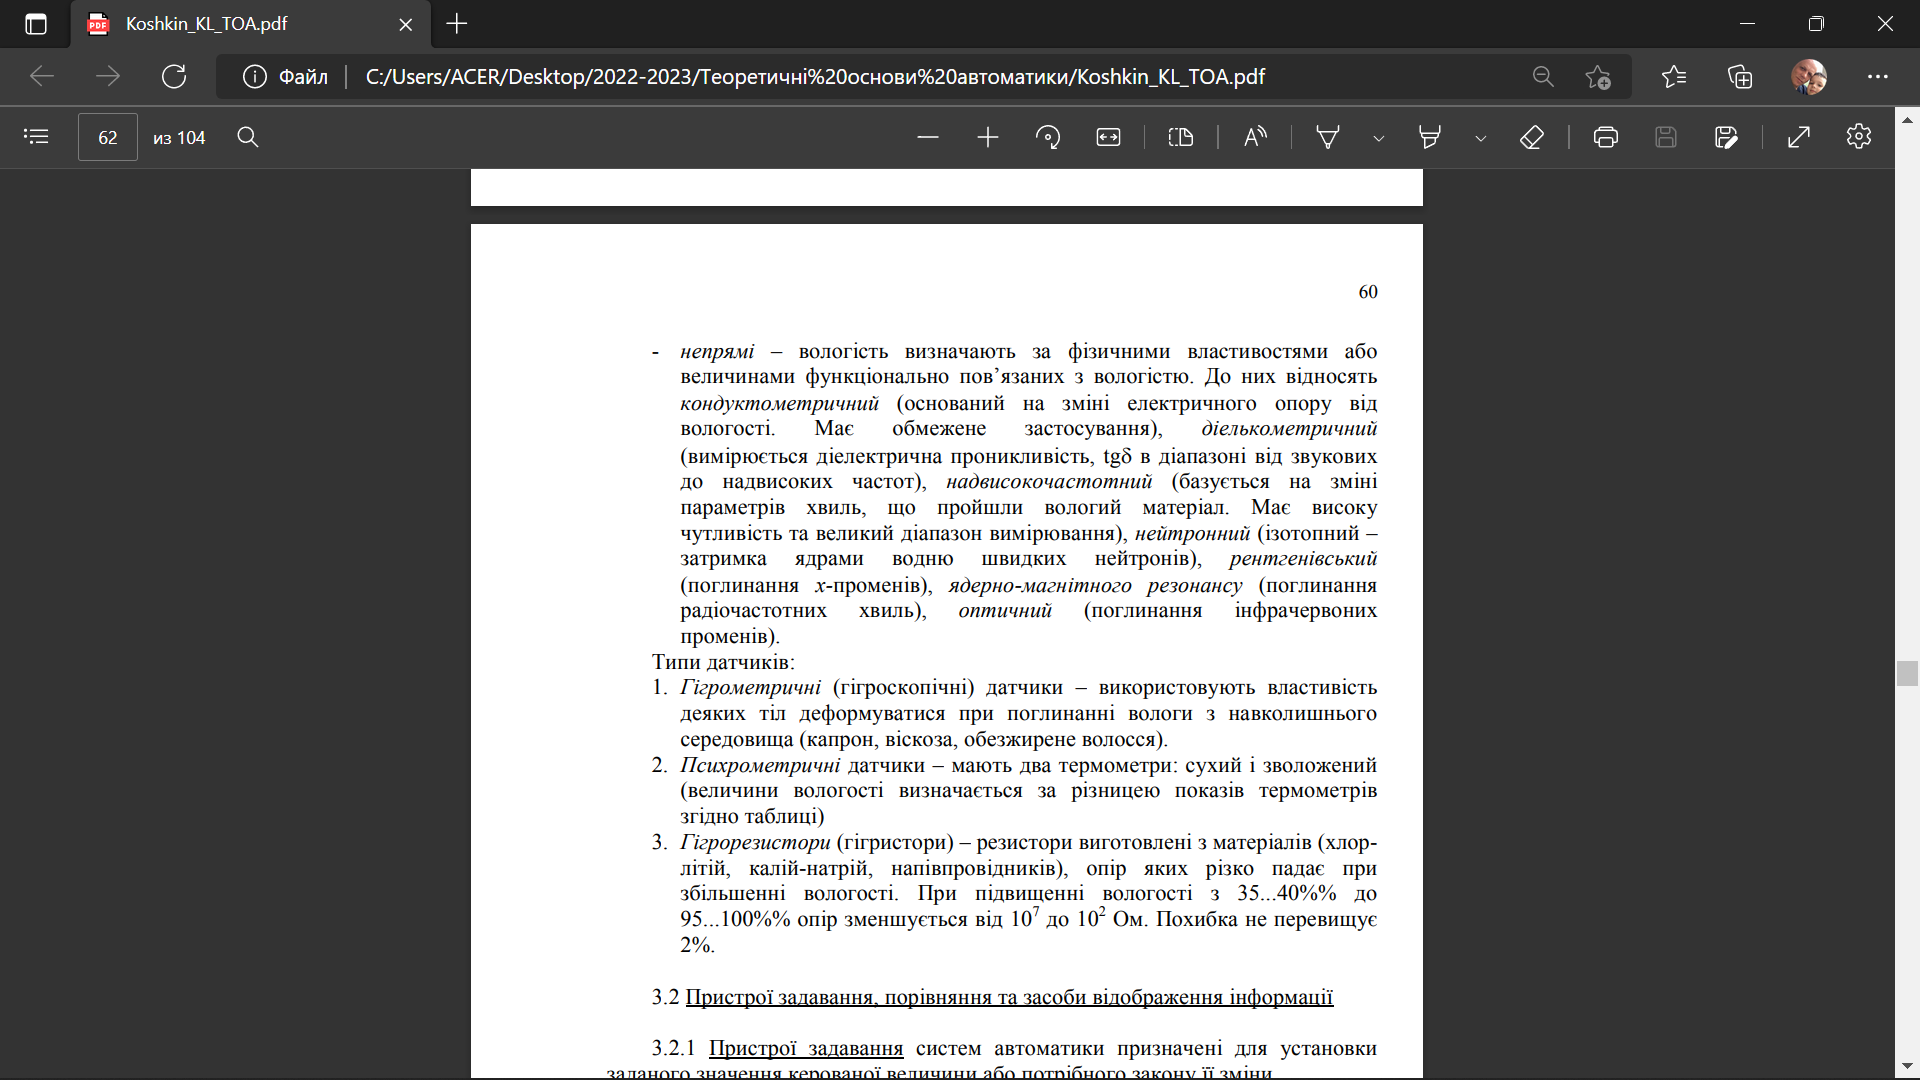 Koshkin_KL_TOA.pdf
Файл
C:/Users/ACER/Desktop/2022-2023/Теоретичні%20основи%20автоматики/Koshkin_KL_TOA.pdf
62 из 104
60
- непрямі – вологість визначають за фізичними властивостями або
величинами функціонально пов’язаних з вологістю. До них відносять
кондуктометричний (оснований на зміні електричного опору від
вологості. Має обмежене застосування), діелькометричний
(вимірюється діелектрична проникливість, tgδ в діапазоні від звукових
до надвисоких частот), надвисокочастотний (базується на зміні
параметрів хвиль, що пройшли вологий матеріал. Має високу
чутливість та великий діапазон вимірювання), нейтронний (ізотопний –
затримка ядрами водню швидких нейтронів), рентгенівський
(поглинання х-променів), ядерно-магнітного резонансу (поглинання
радіочастотних хвиль), оптичний (поглинання інфрачервоних
променів).
Типи датчиків:
1. Гігрометричні (гігроскопічні) датчики – використовують властивість
деяких тіл деформуватися при поглинанні вологи з навколишнього
середовища (капрон, віскоза, обезжирене волосся).
2. Психрометричні датчики – мають два термометри: сухий і зволожений
(величини вологості визначається за різницею показів термометрів
згідно таблиці)
3. Гігрорезистори (гігристори) – резистори виготовлені з матеріалів (хлор-
літій, калій-натрій, напівпровідників), опір яких різко падає при
збільшенні вологості. При підвищенні вологості з 35...40%% до
95...100%% опір зменшується від 10⁷ до 10² Ом. Похибка не перевищує
2%.
3.2 Пристрої задавання, порівняння та засоби відображення інформації
3.2.1 Пристрої задавання систем автоматики призначені для установки
заданого значення керованої величини або потрібного закону її зміни